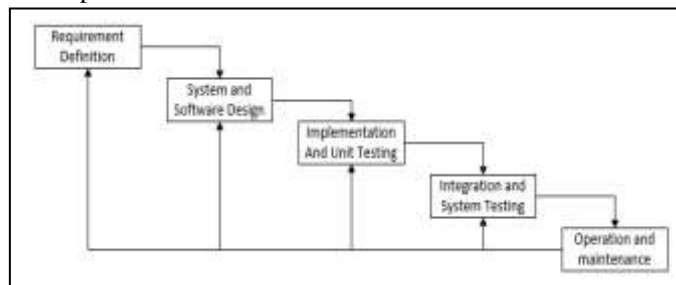 Requirement
Definition
System and
Software Design
Implementation
And Unit Testing
Integration and
System Testing
Operation and
maintenance